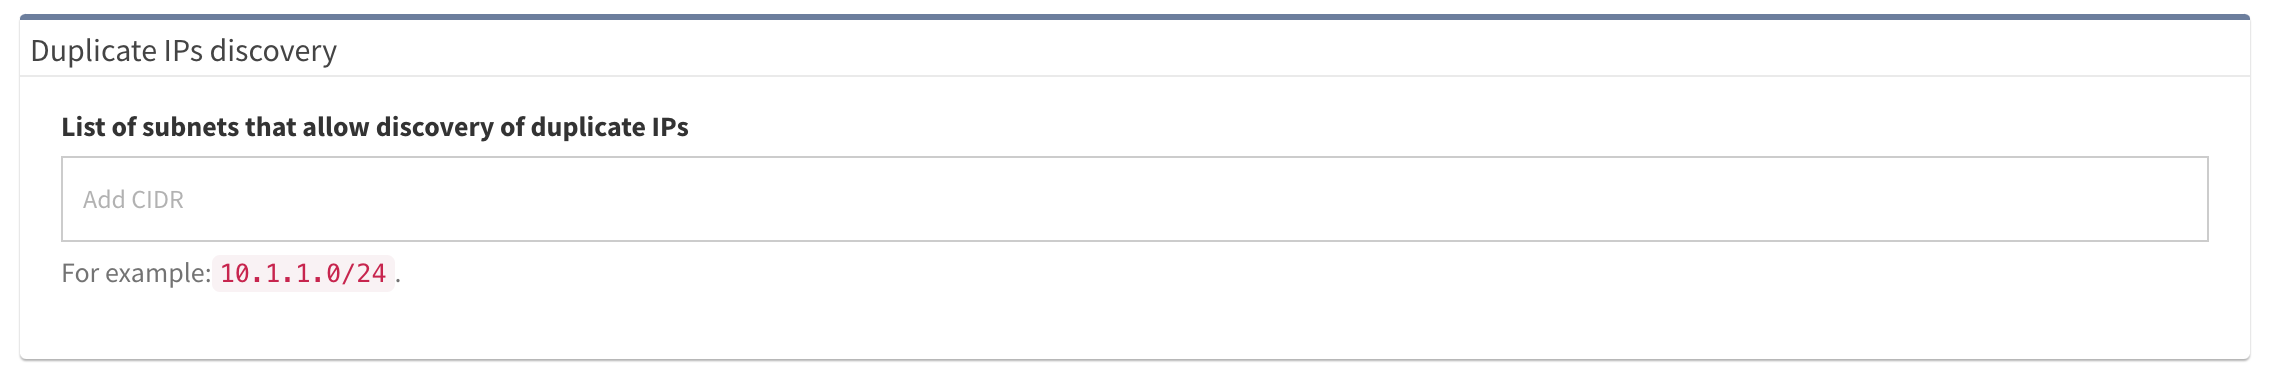 Duplicate IPs discovery
List of subnets that allow discovery of duplicate IPs
Add CIDR
For example: 10.1.1.0/24.